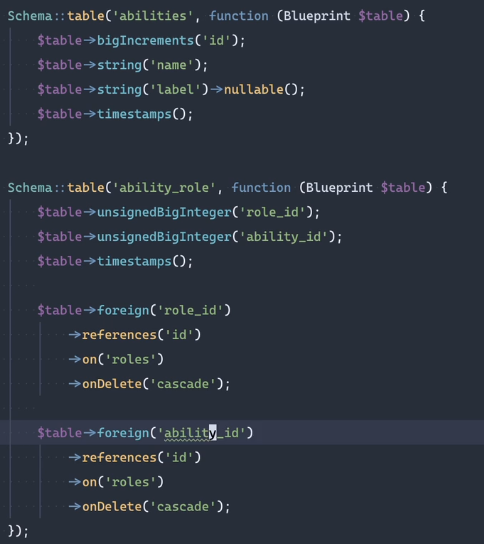 Schema::table('abilities', function (Blueprint $table) {
    $table->bigIncrements('id');
    $table->string('name');
    $table->string('label')->nullable();
    $table->timestamps();
});

Schema::table('ability_role', function (Blueprint $table) {
    $table->unsignedBigInteger('role_id');
    $table->unsignedBigInteger('ability_id');
    $table->timestamps();

    $table->foreign('role_id')
        ->references('id')
        ->on('roles')
        ->onDelete('cascade');

    $table->foreign('ability_id')
        ->references('id')
        ->on('roles')
        ->onDelete('cascade');
});